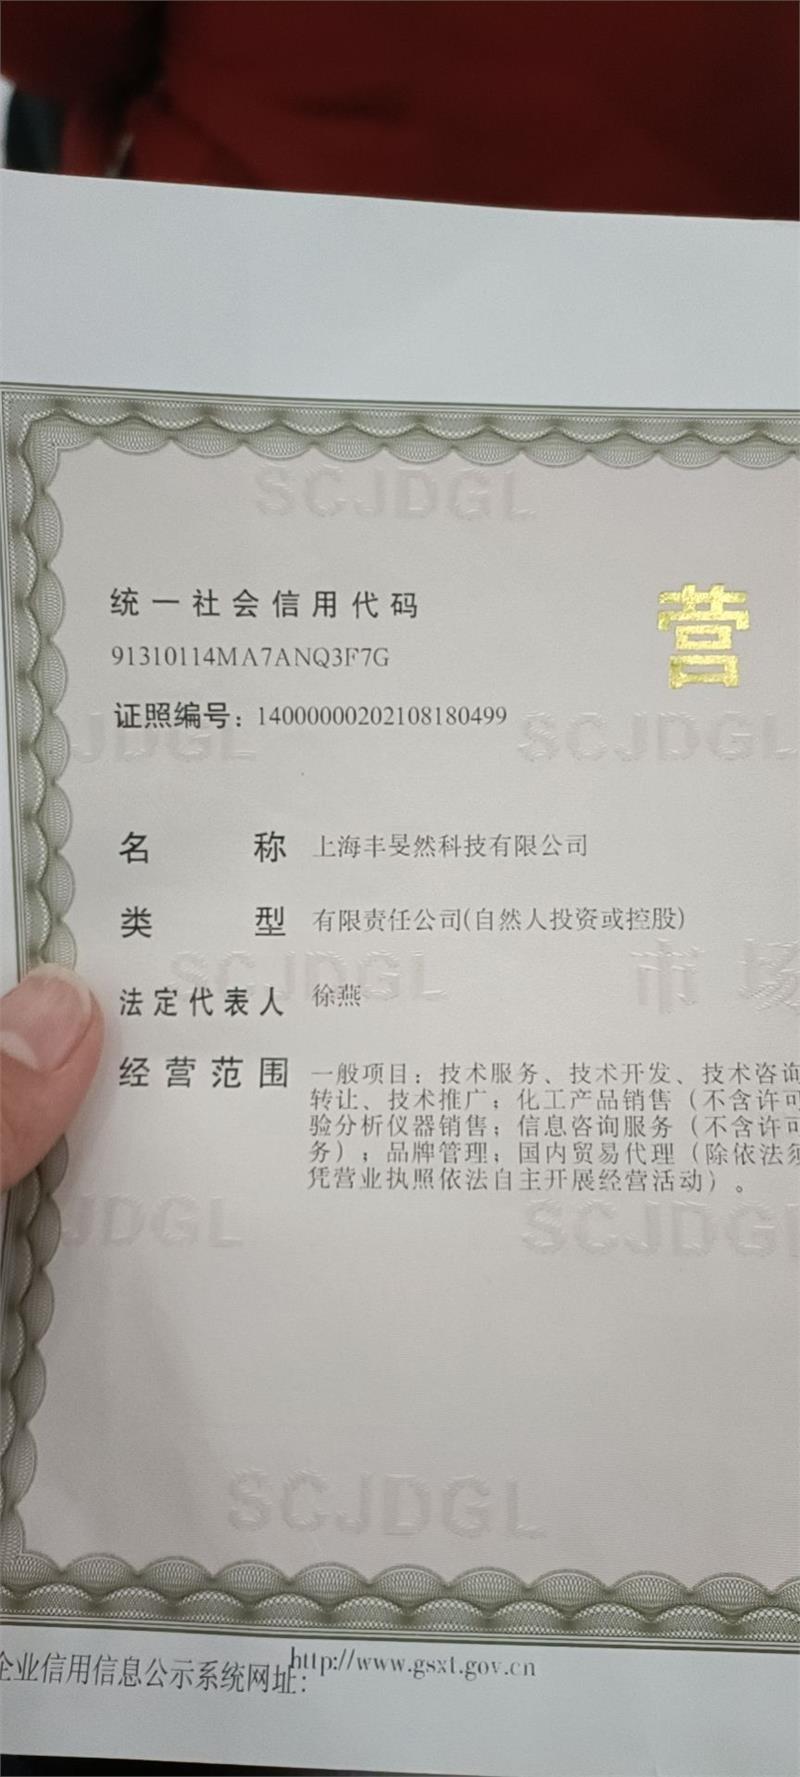 SCJDGL
统一社会信用代码
91310114MA7ANQ3F7G
营
证照编号：14000000202108180499
JDGL SCJDGL
名称 上海丰旻然科技有限公司
类型 有限责任公司(自然人投资或控股)
SCJDGL 市场
法定代表人 徐燕
经营范围 一般项目：技术服务、技术开发、技术咨询
转让、技术推广；化工产品销售（不含许可
验分析仪器销售；信息咨询服务（不含许可
务）；品牌管理；国内贸易代理（除依法须
凭营业执照依法自主开展经营活动）。
JDGL SCJDGL
SCJDGL
企业信用信息公示系统网址：http://www.gsxt.gov.cn